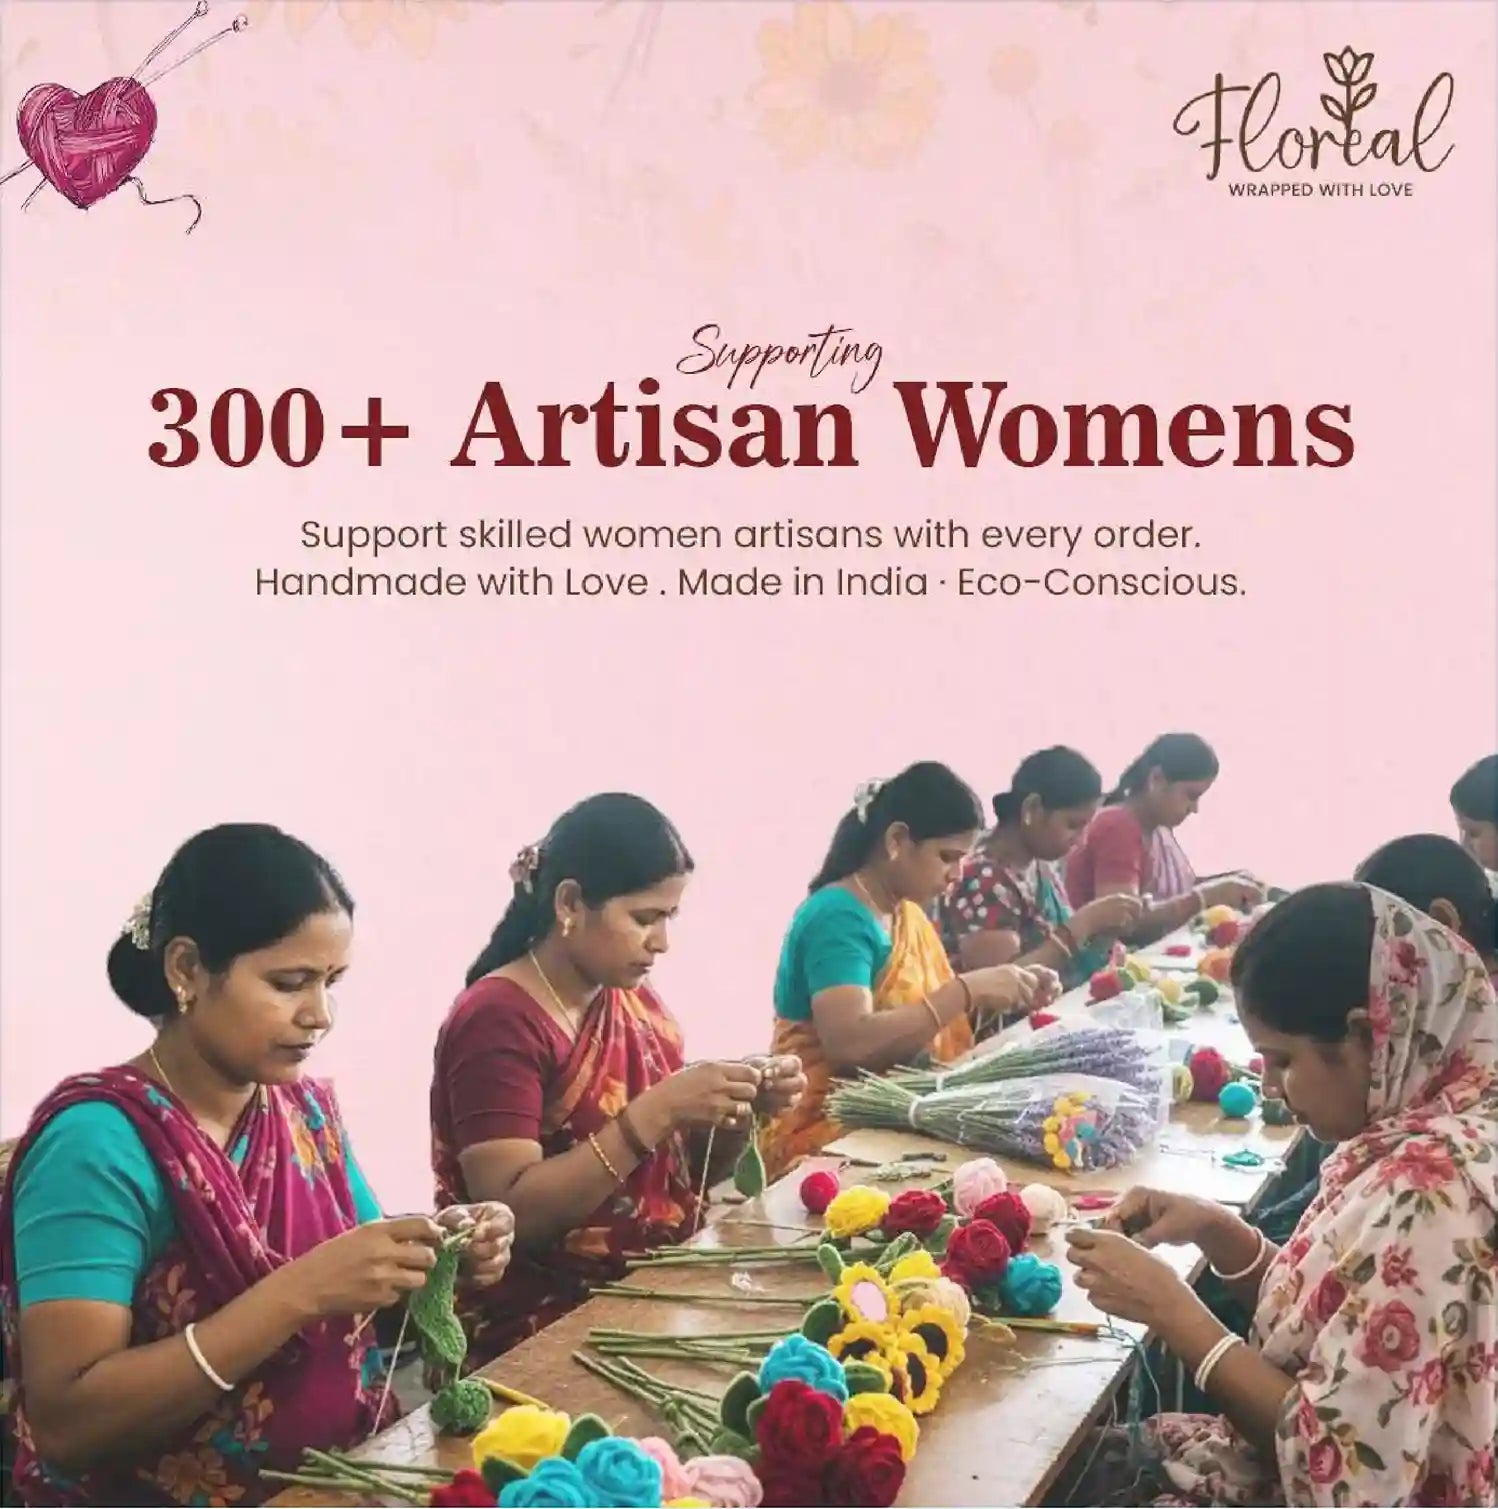 Floreal
WRAPPED WITH LOVE
Supporting
300+ Artisan Womens
Support skilled women artisans with every order.
Handmade with Love . Made in India · Eco-Conscious.